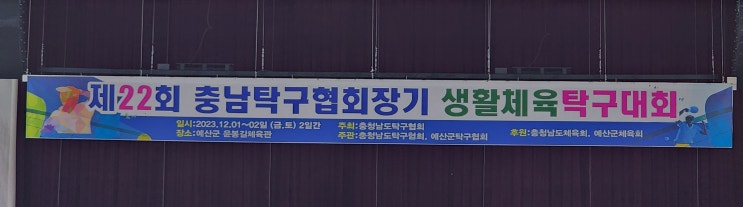 제22회 충남탁구협회장기 생활체육탁구대회
일시:2023.12.01~02일 (금,토) 2일간 주최:충청남도탁구협회
장소:예산군 윤봉길체육관 주관:충청남도탁구협회, 예산군탁구협회 후원:충청남도체육회, 예산군체육회